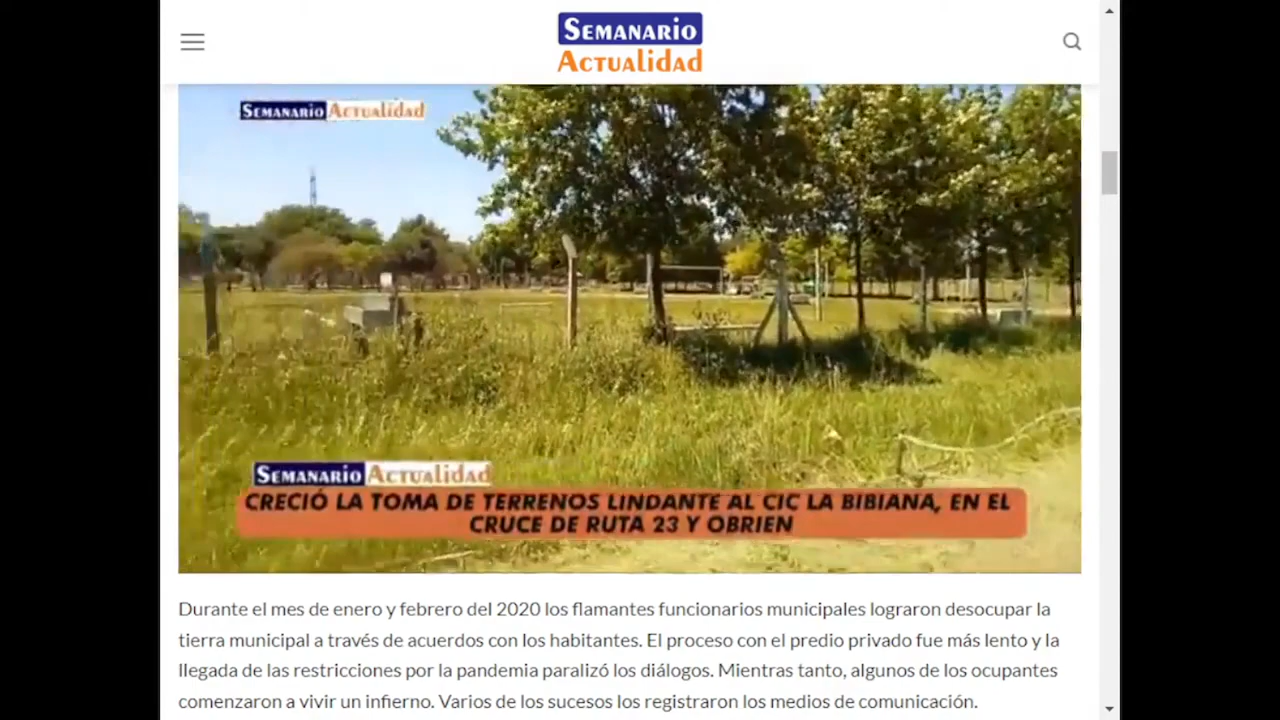 SEMANARIO
ACTUALIDAD
SEMANARIO ACTUALIDAD
SEMANARIO ACTUALIDAD
CRECIÓ LA TOMA DE TERRENOS LINDANTE AL CIC LA BIBIANA, EN EL
CRUCE DE RUTA 23 Y OBRIEN
Durante el mes de enero y febrero del 2020 los flamantes funcionarios municipales lograron desocupar la
tierra municipal a través de acuerdos con los habitantes. El proceso con el predio privado fue más lento y la
llegada de las restricciones por la pandemia paralizó los diálogos. Mientras tanto, algunos de los ocupantes
comenzaron a vivir un infierno. Varios de los sucesos los registraron los medios de comunicación.